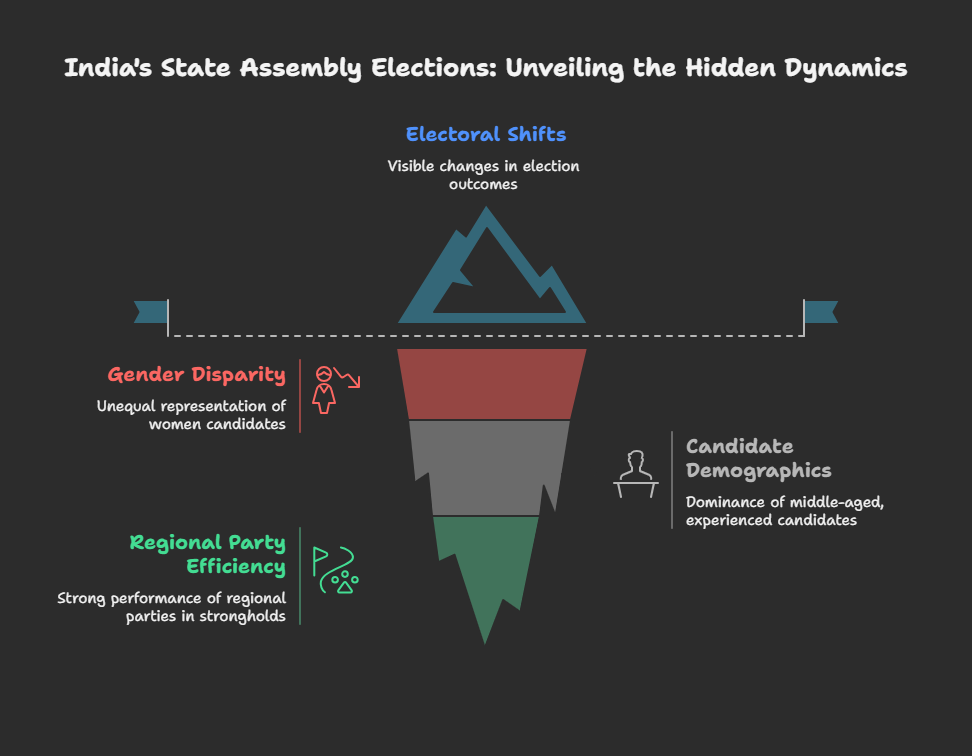 India's State Assembly Elections: Unveiling the Hidden Dynamics
Electoral Shifts
Visible changes in election
outcomes
Gender Disparity
Unequal representation of
women candidates
Candidate
Demographics
Dominance of middle-aged,
experienced candidates
Regional Party
Efficiency
Strong performance of regional
parties in strongholds